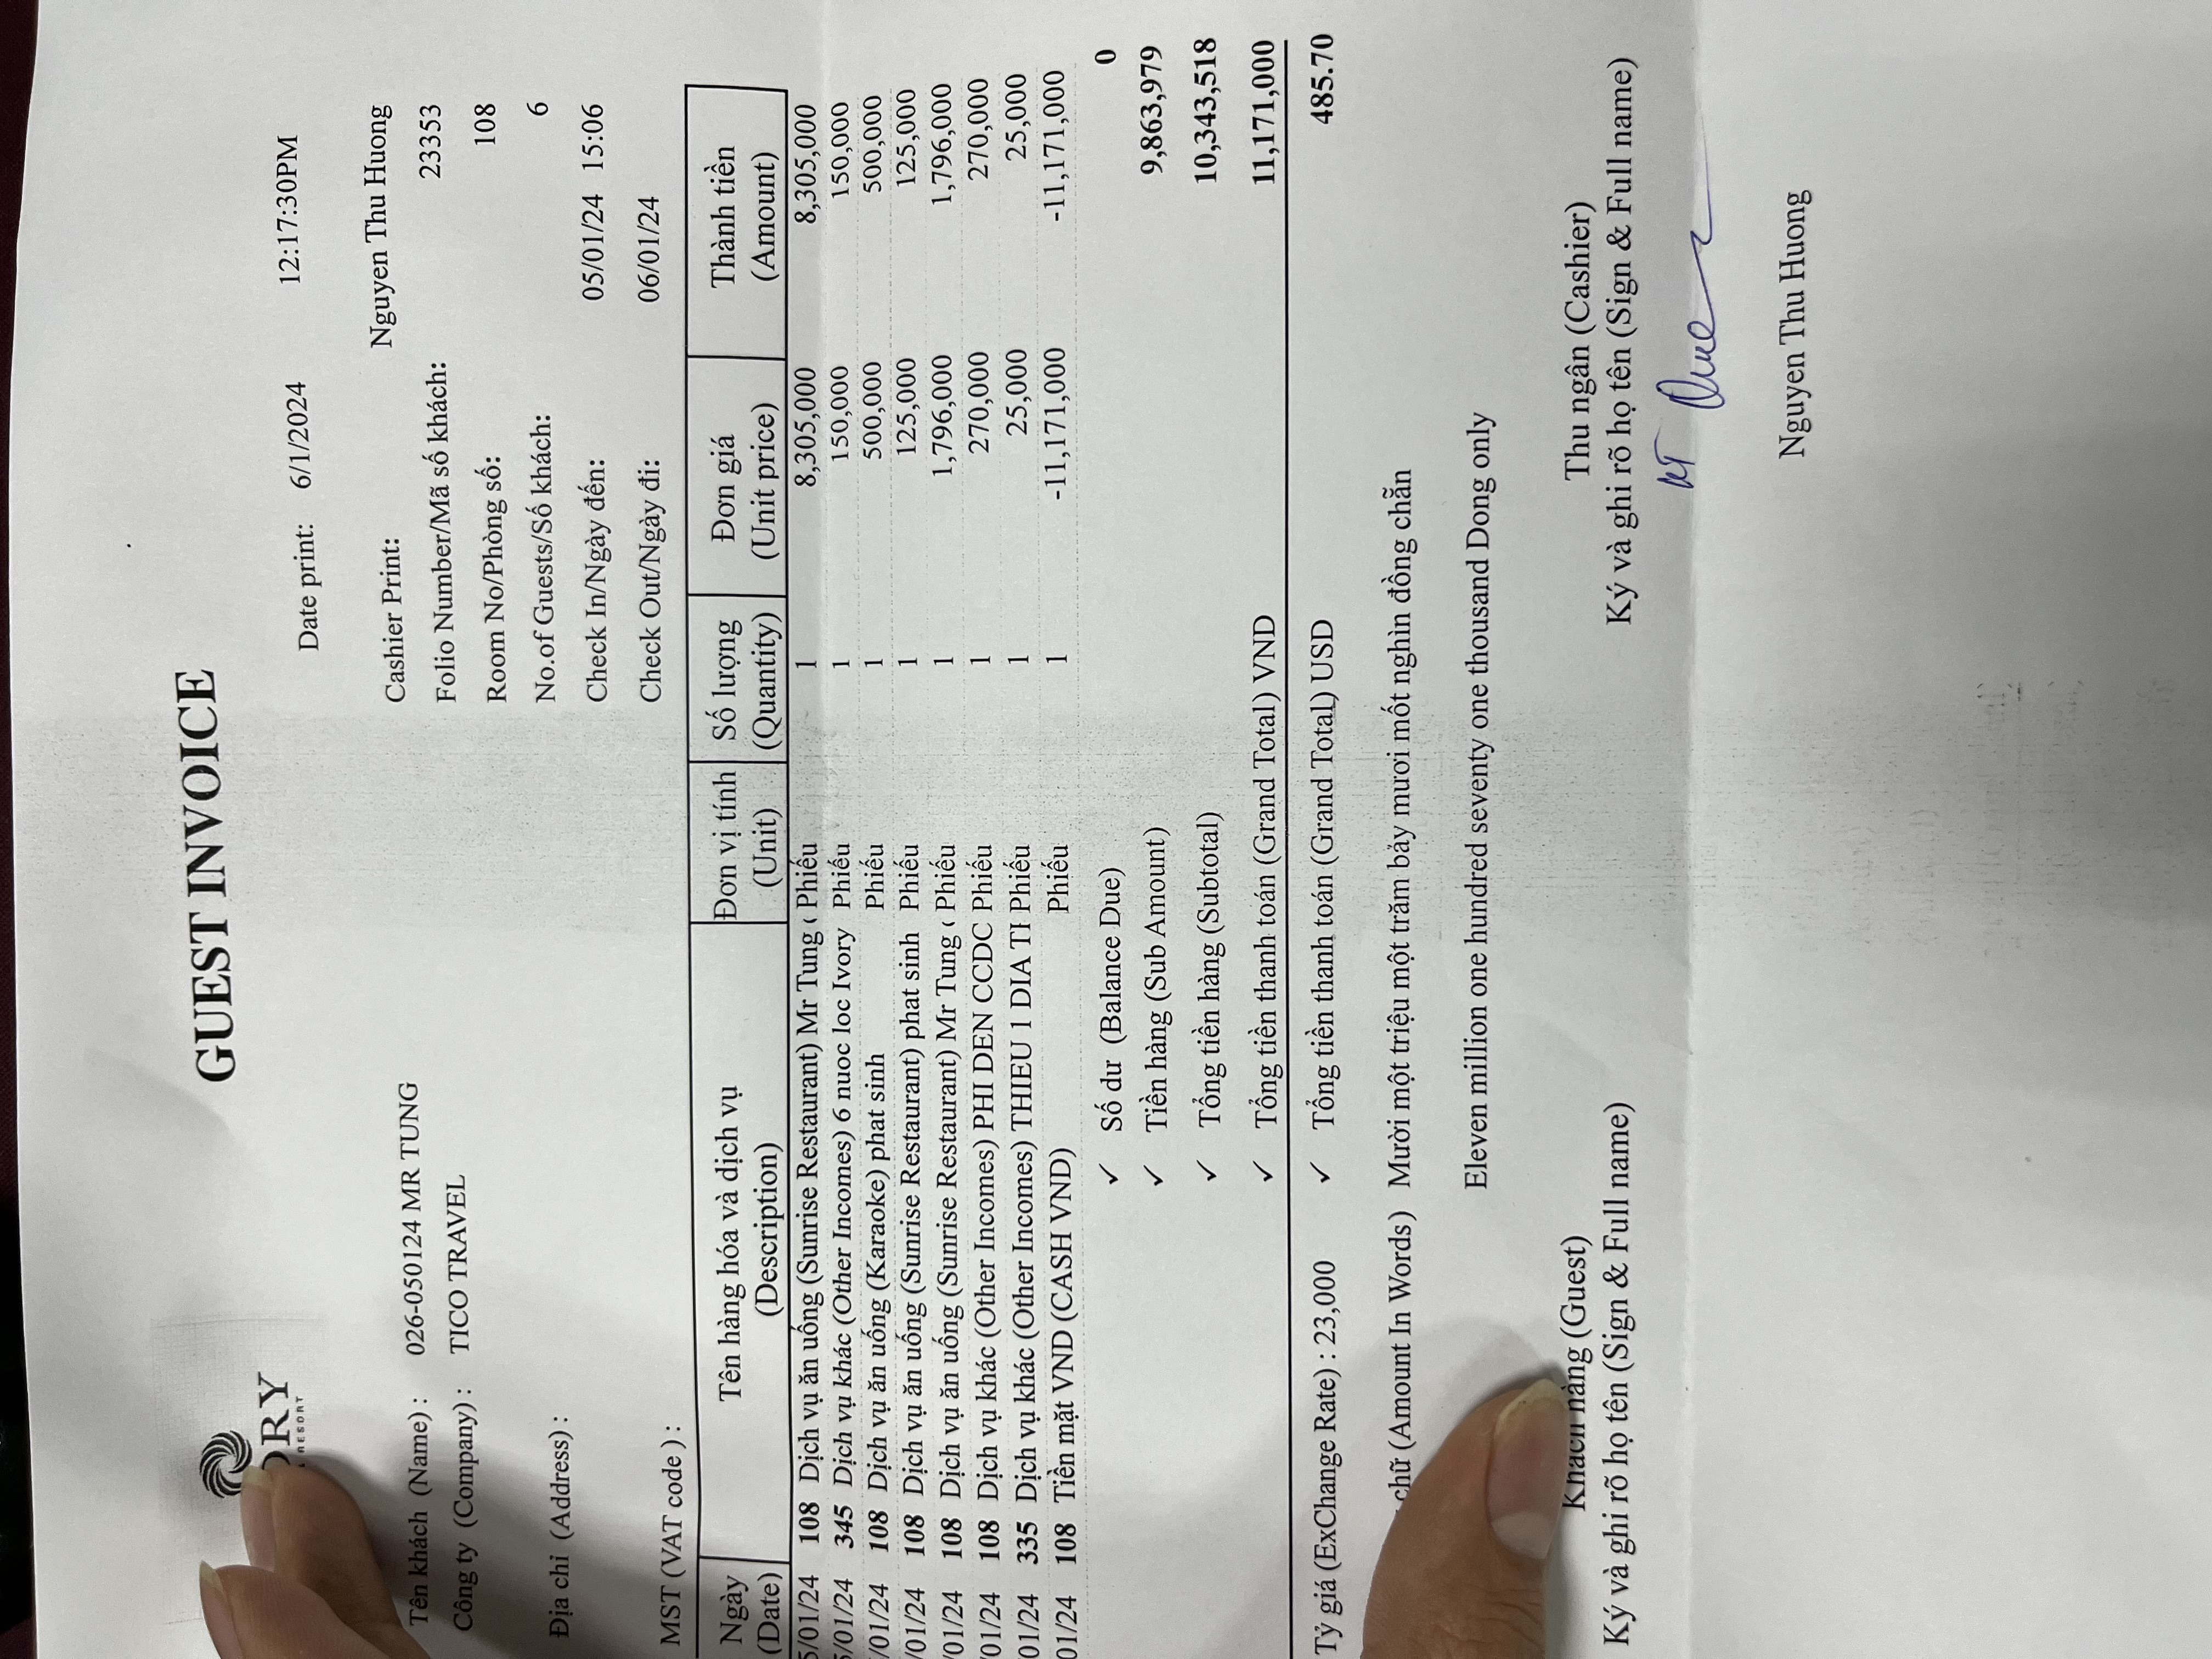 GUEST INVOICE
ORY
RESORT
Date print: 6/1/2024 12:17:30PM
Tên khách (Name) : 026-050124 MR TUNG
Công ty (Company) : TICO TRAVEL
Địa chỉ (Address) :
MST (VAT code ) :
Cashier Print: Nguyen Thu Huong
Folio Number/Mã số khách: 23353
Room No/Phòng số: 108
No.of Guests/Số khách: 6
Check In/Ngày đến: 05/01/24 15:06
Check Out/Ngày đi: 06/01/24
Ngày Tên hàng hóa và dịch vụ Đơn vị tính Số lượng Đơn giá Thành tiền
(Date) (Description) (Unit) (Quantity) (Unit price) (Amount)
5/01/24 108 Dịch vụ ăn uống (Sunrise Restaurant) Mr Tung Phiếu 1 8,305,000 8,305,000
5/01/24 345 Dịch vụ khác (Other Incomes) 6 nuoc loc Ivory Phiếu 1 150,000 150,000
/01/24 108 Dịch vụ ăn uống (Karaoke) phat sinh Phiếu 1 500,000 500,000
/01/24 108 Dịch vụ ăn uống (Sunrise Restaurant) phat sinh Phiếu 1 125,000 125,000
/01/24 108 Dịch vụ ăn uống (Sunrise Restaurant) Mr Tung Phiếu 1 1,796,000 1,796,000
/01/24 108 Dịch vụ khác (Other Incomes) PHI DEN CCDC Phiếu 1 270,000 270,000
01/24 335 Dịch vụ khác (Other Incomes) THIEU 1 DIA Phiếu 1 25,000 25,000
01/24 108 Tiền mặt VND (CASH VND) Phiếu 1 -11,171,000 -11,171,000
✓ Số dư (Balance Due) 0
✓ Tiền hàng (Sub Amount) 9,863,979
✓ Tổng tiền hàng (Subtotal) 10,343,518
✓ Tổng tiền thanh toán (Grand Total) VND 11,171,000
Tỷ giá (ExChange Rate) : 23,000 ✓ Tổng tiền thanh toán (Grand Total) USD 485.70
chữ (Amount In Words) Mười một triệu một trăm bảy mươi mốt nghìn đồng chẵn
Eleven million one hundred seventy one thousand Dong only
Khách hàng (Guest)
Ký và ghi rõ họ tên (Sign & Full name)
Thu ngân (Cashier)
Ký và ghi rõ họ tên (Sign & Full name)
Nguyen Thu Huong